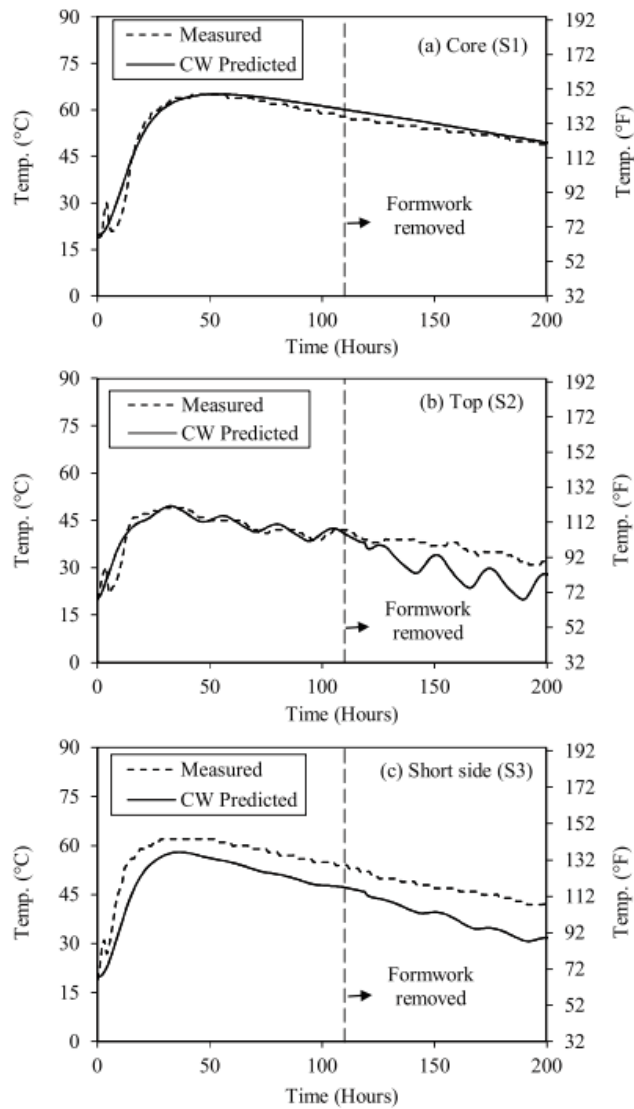 90
75
60
45
30
15
0
Temp. (°C)
Measured
CW Predicted
(a) Core (S1)
Formwork
removed
192
172
152
132
112
92
72
52
32
Temp. (°F)
0
50
100
150
200
Time (Hours)
90
75
60
45
30
15
0
Temp. (°C)
Measured
CW Predicted
(b) Top (S2)
Formwork
removed
192
172
152
132
112
92
72
52
32
Temp. (°F)
0
50
100
150
200
Time (Hours)
90
75
60
45
30
15
0
Temp. (°C)
Measured
CW Predicted
(c) Short side (S3)
Formwork
removed
192
172
152
132
112
92
72
52
32
Temp. (°F)
0
50
100
150
200
Time (Hours)